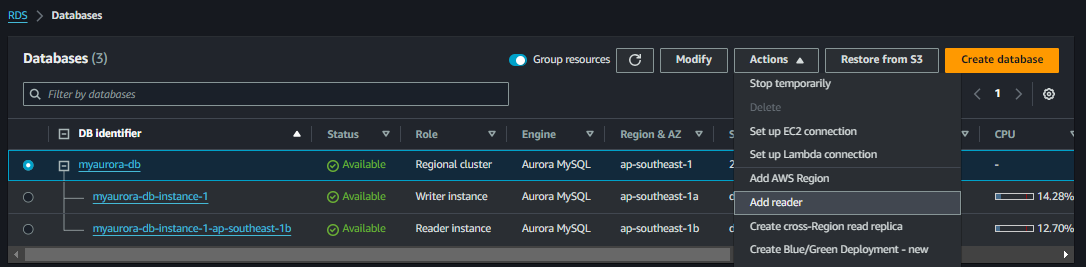 RDS > Databases
Databases (3)
Group resources
Modify
Actions
Restore from S3
Create database
Filter by databases
1
Stop temporarily
Delete
Set up EC2 connection
Set up Lambda connection
Add AWS Region
Add reader
Create cross-Region read replica
Create Blue/Green Deployment - new
DB identifier Status Role Engine Region & AZ S CPU
myaurora-db Available Regional cluster Aurora MySQL ap-southeast-1 2 -
myaurora-db-instance-1 Available Writer instance Aurora MySQL ap-southeast-1a d 14.28%
myaurora-db-instance-1-ap-southeast-1b Available Reader instance Aurora MySQL ap-southeast-1b d 12.70%